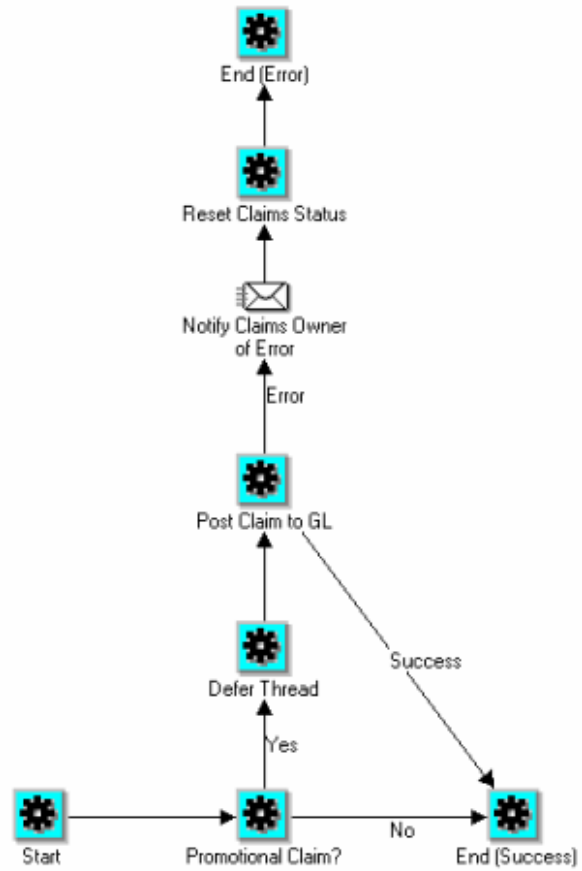 End (Error)
Reset Claims Status
Notify Claims Owner
of Error
Error
Post Claim to GL
Success
Defer Thread
Yes
No
Start
Promotional Claim?
End (Success)